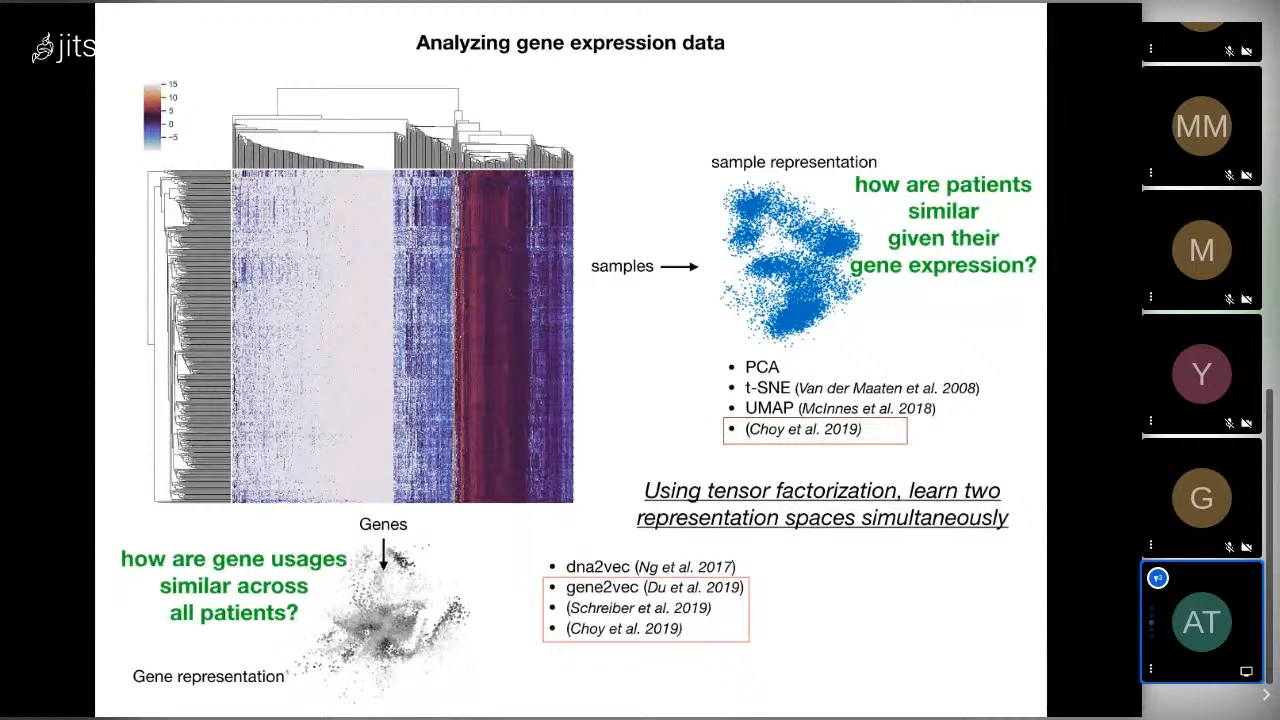 jits
Analyzing gene expression data
15
10
5
0
−5
sample representation
how are patients
similar
given their
gene expression?
samples
• PCA
• t-SNE (Van der Maaten et al. 2008)
• UMAP (McInnes et al. 2018)
• (Choy et al. 2019)
Using tensor factorization, learn two
representation spaces simultaneously
Genes
how are gene usages
similar across
all patients?
Gene representation
• dna2vec (Ng et al. 2017)
• gene2vec (Du et al. 2019)
• (Schreiber et al. 2019)
• (Choy et al. 2019)
MM
M
Y
G
AT